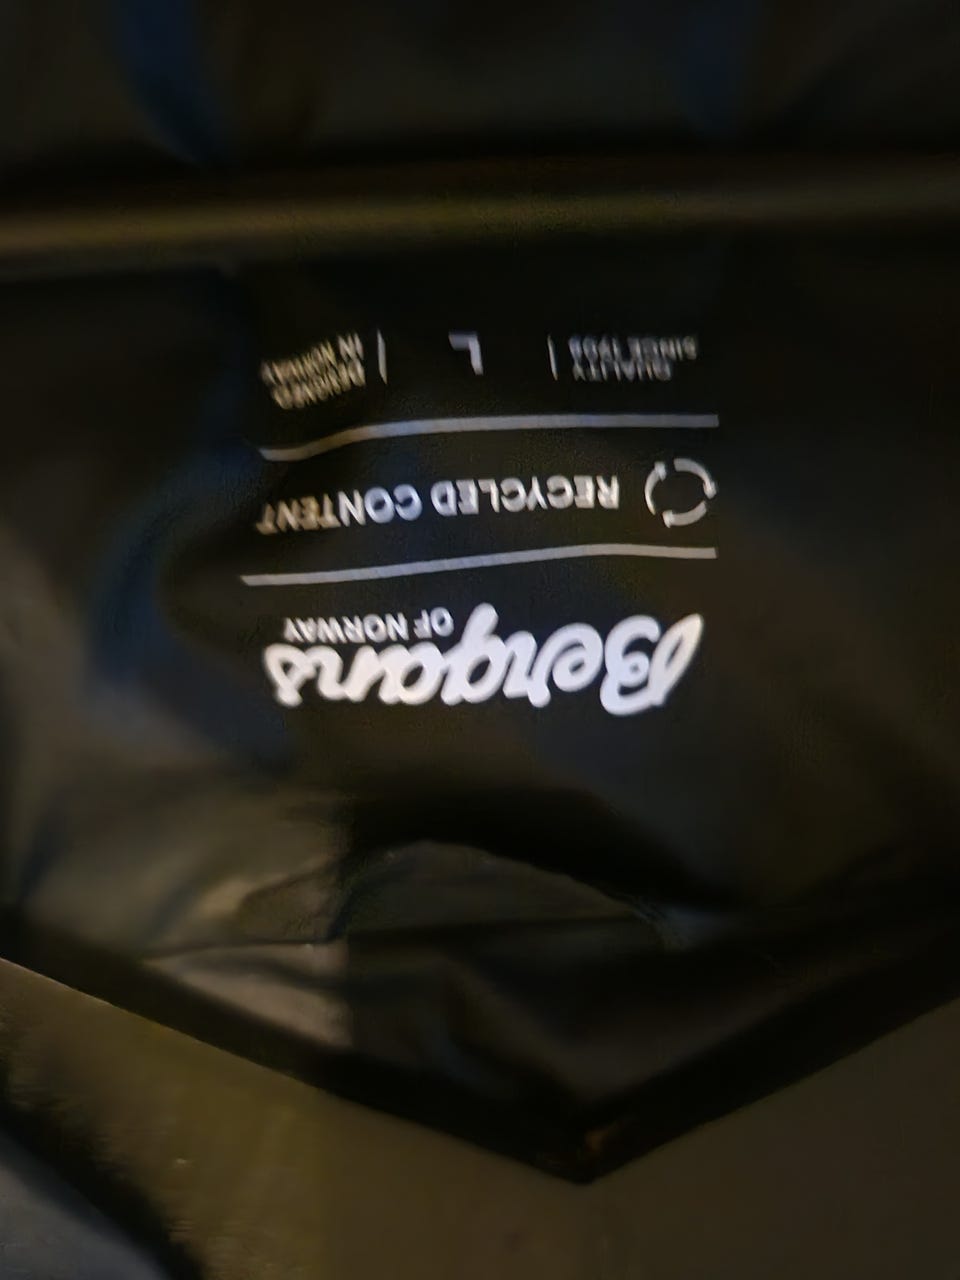 Bergans
OF NORWAY
RECYCLED CONTENT
QUALITY
SINCE 1908
L
DESIGNED
IN NORWAY